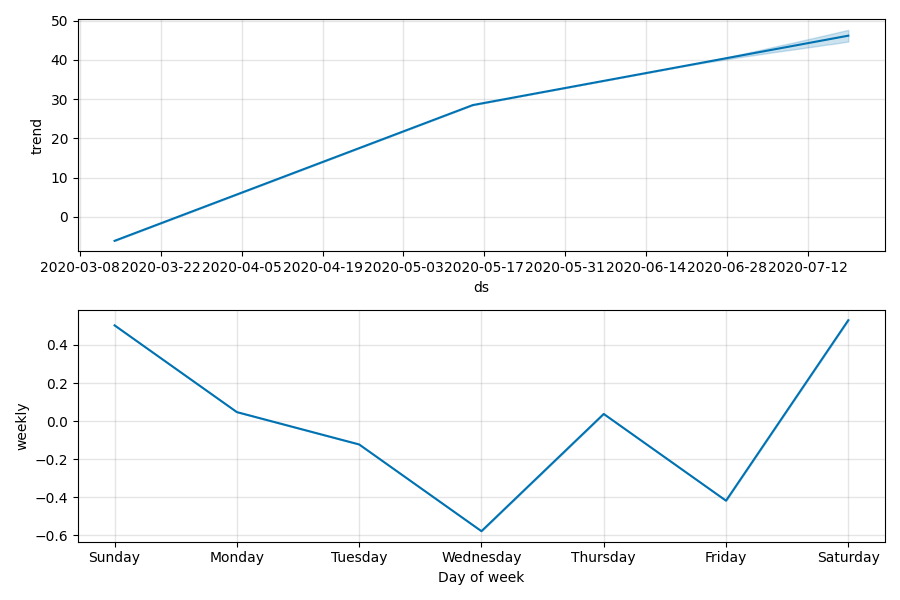 50
40
30
20
10
0
trend
2020-03-08 2020-03-22 2020-04-05 2020-04-19 2020-05-03 2020-05-17 2020-05-31 2020-06-14 2020-06-28 2020-07-12
ds
0.4
0.2
0.0
−0.2
−0.4
−0.6
weekly
Sunday Monday Tuesday Wednesday Thursday Friday Saturday
Day of week